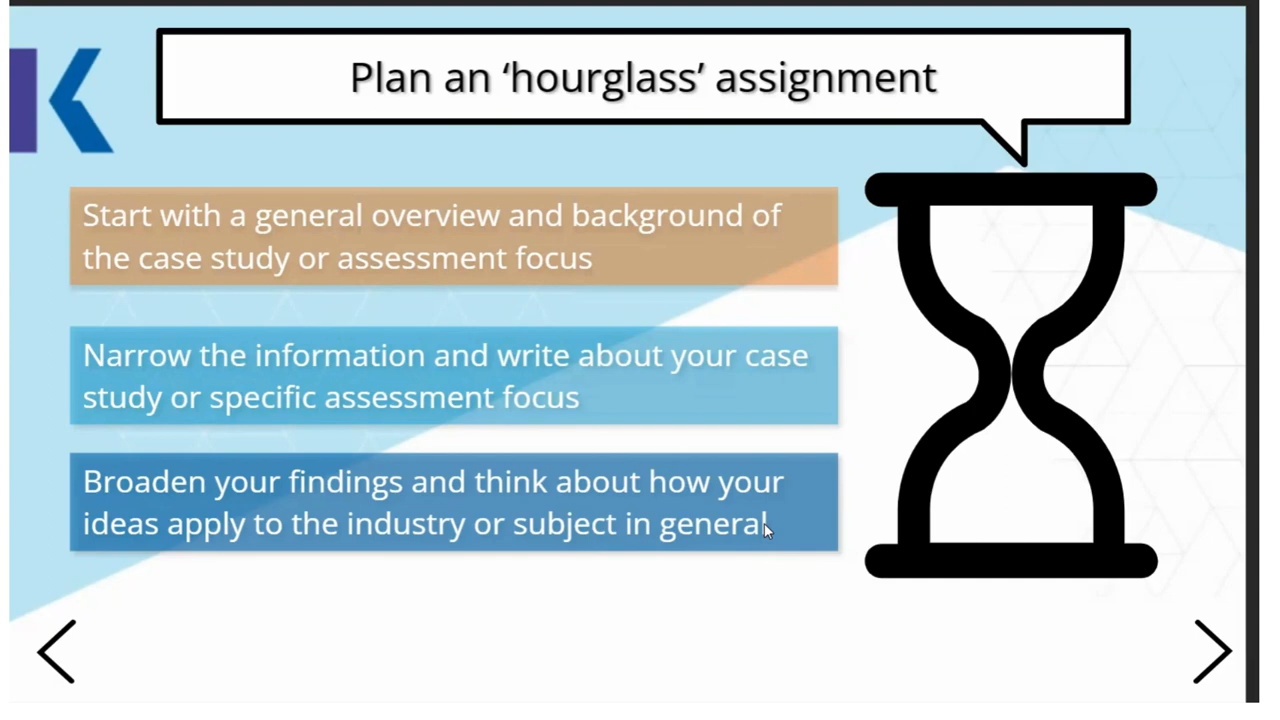 Plan an ‘hourglass’ assignment
Start with a general overview and background of
the case study or assessment focus
Narrow the information and write about your case
study or specific assessment focus
Broaden your findings and think about how your
ideas apply to the industry or subject in general